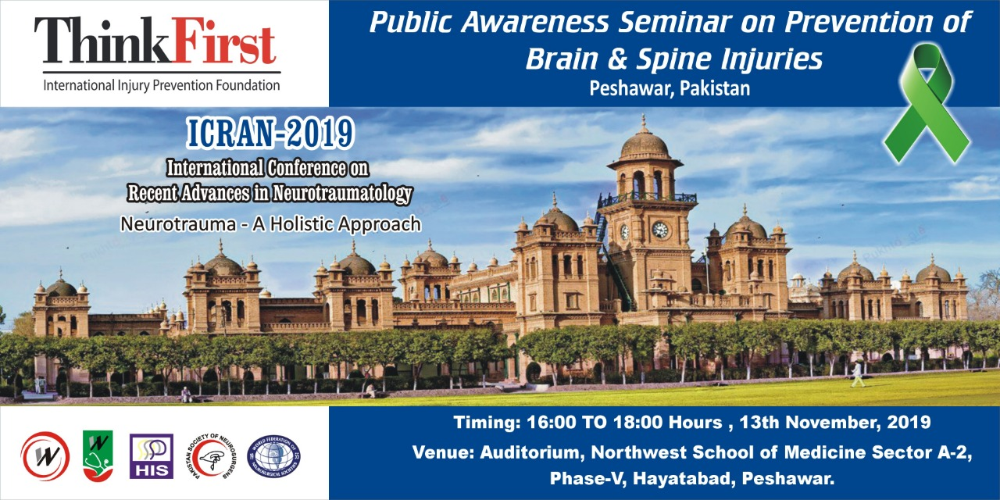 ThinkFirst
International Injury Prevention Foundation
Public Awareness Seminar on Prevention of
Brain & Spine Injuries
Peshawar, Pakistan
ICRAN-2019
International Conference on
Recent Advances in Neurotraumatology
Neurotrauma - A Holistic Approach
W
W
HIS
PAKISTAN SOCIETY OF NEUROSURGENS
WORLD FEDERATION OF
NEUROSURGICAL SOCIETIES
Timing: 16:00 TO 18:00 Hours , 13th November, 2019
Venue: Auditorium, Northwest School of Medicine Sector A-2,
Phase-V, Hayatabad, Peshawar.